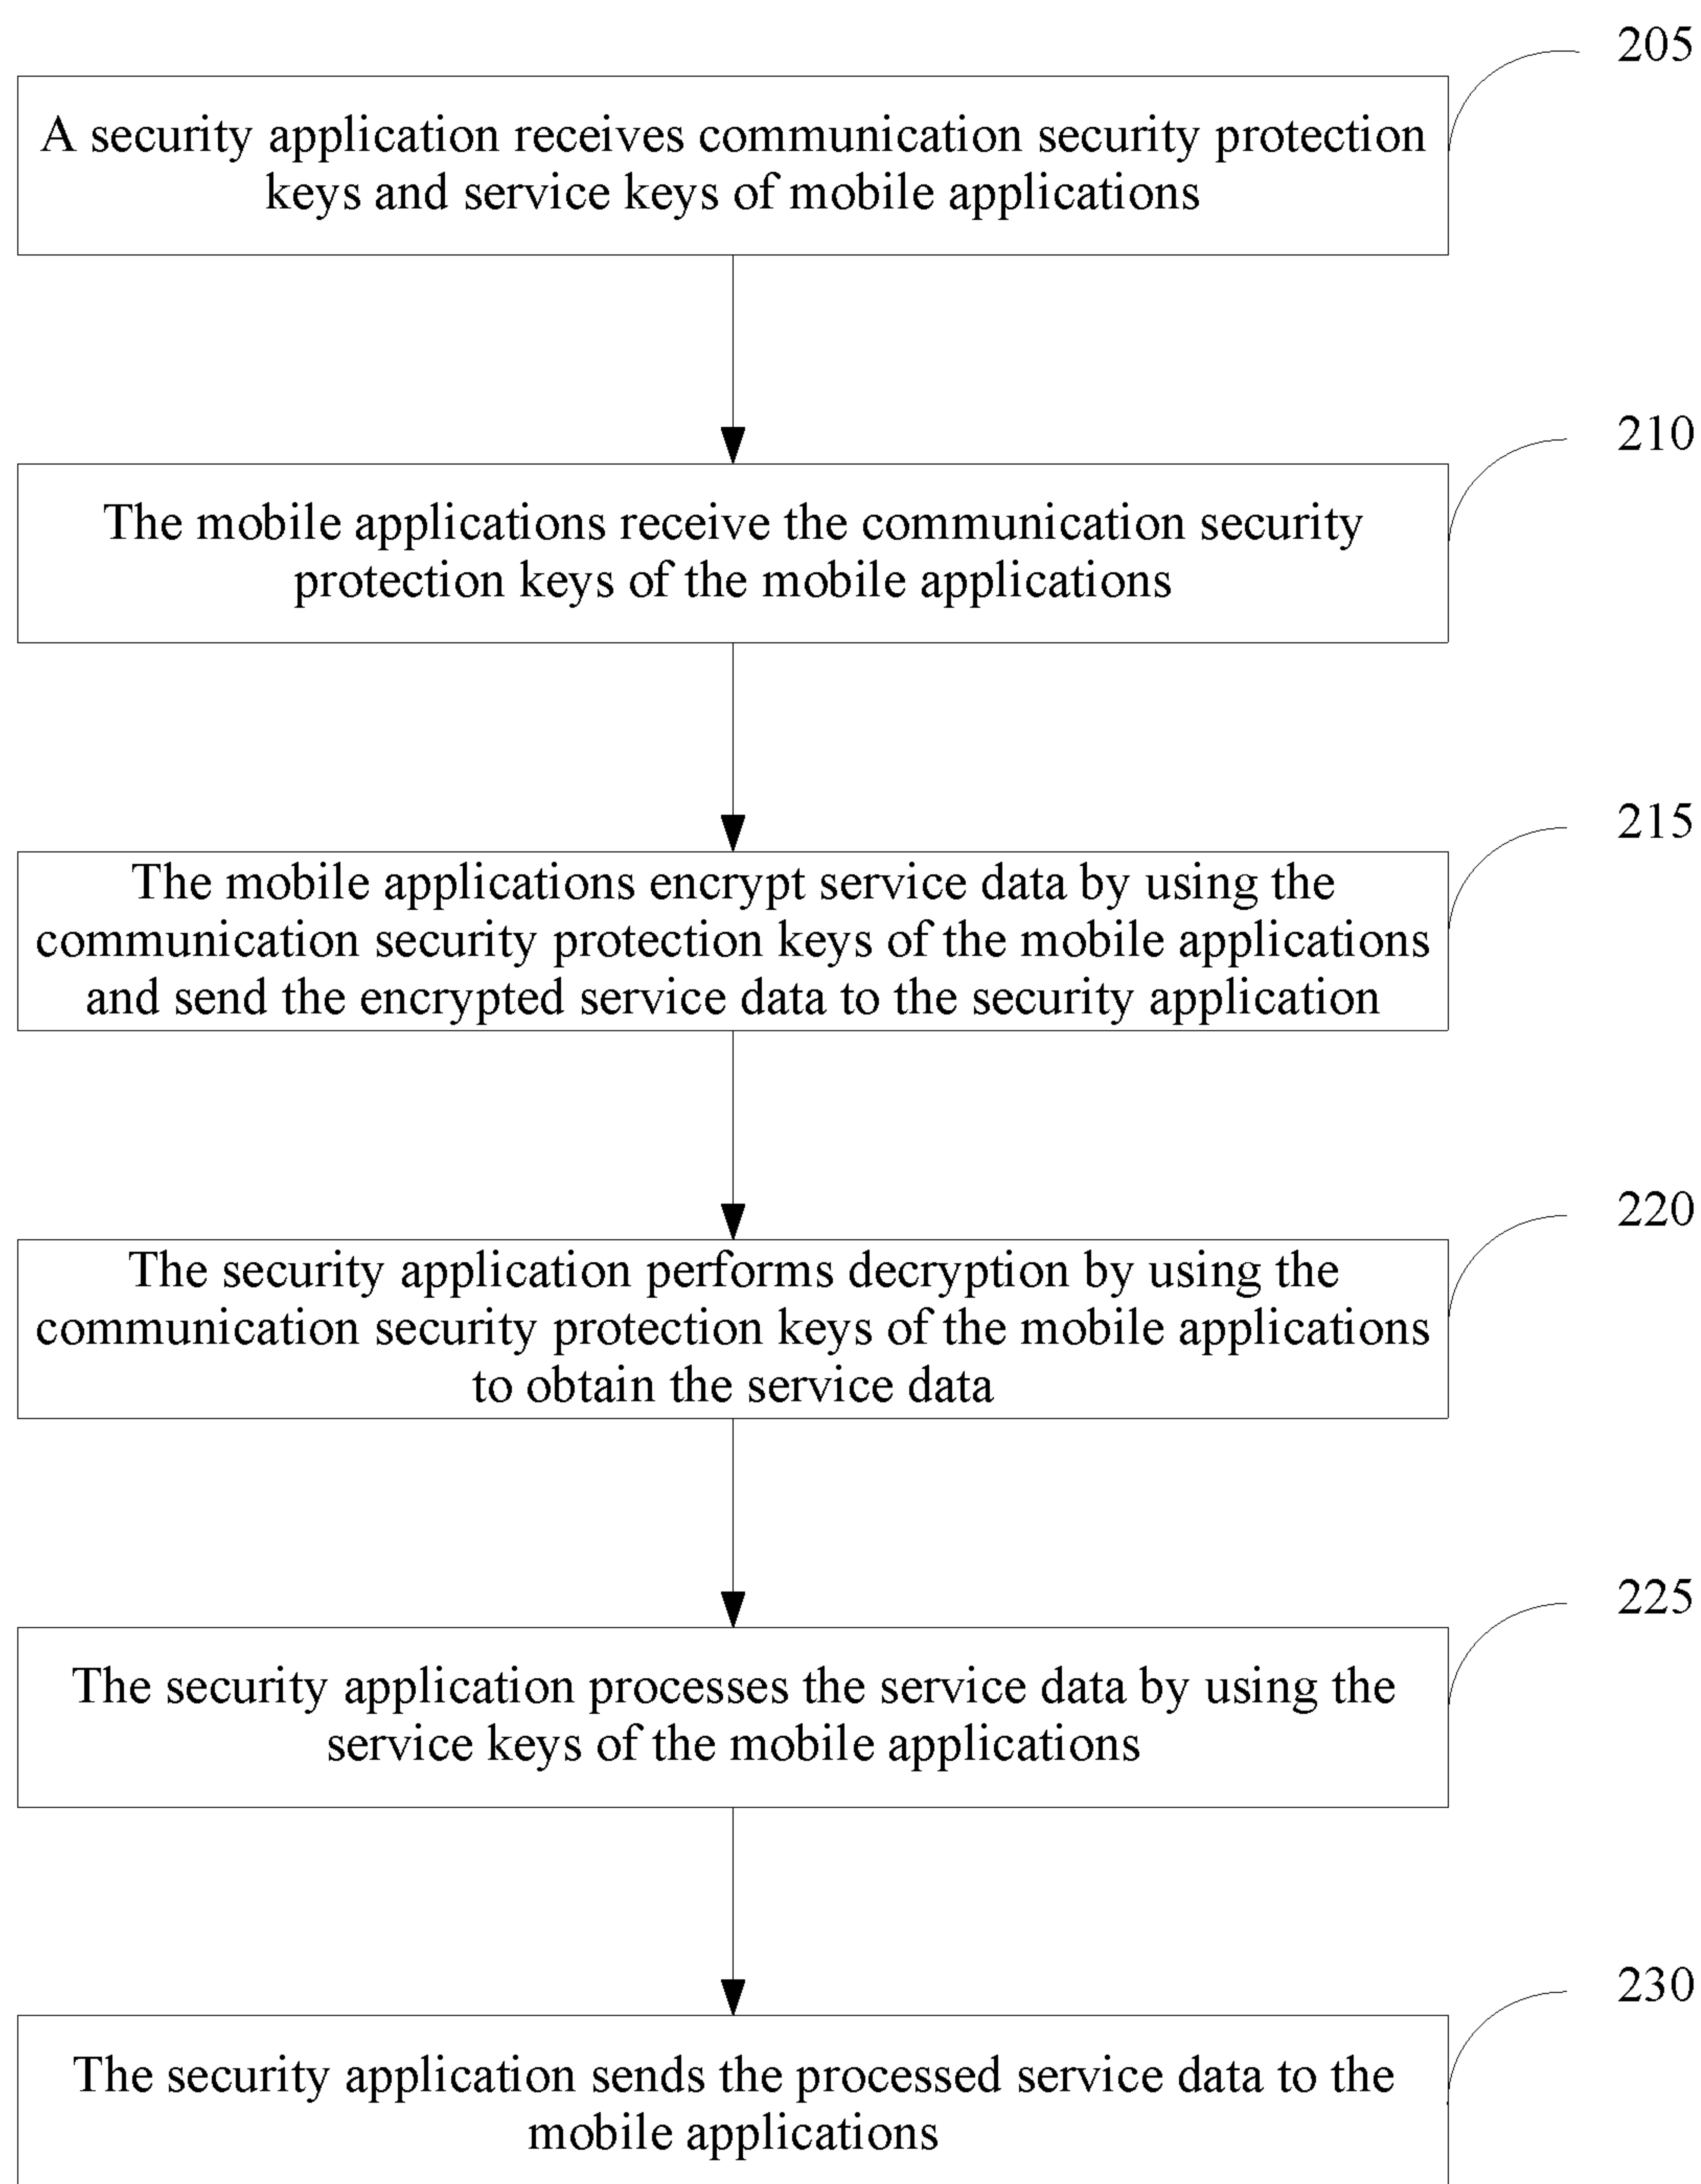 205
A security application receives communication security protection
keys and service keys of mobile applications
210
The mobile applications receive the communication security
protection keys of the mobile applications
215
The mobile applications encrypt service data by using the
communication security protection keys of the mobile applications
and send the encrypted service data to the security application
220
The security application performs decryption by using the
communication security protection keys of the mobile applications
to obtain the service data
225
The security application processes the service data by using the
service keys of the mobile applications
230
The security application sends the processed service data to the
mobile applications